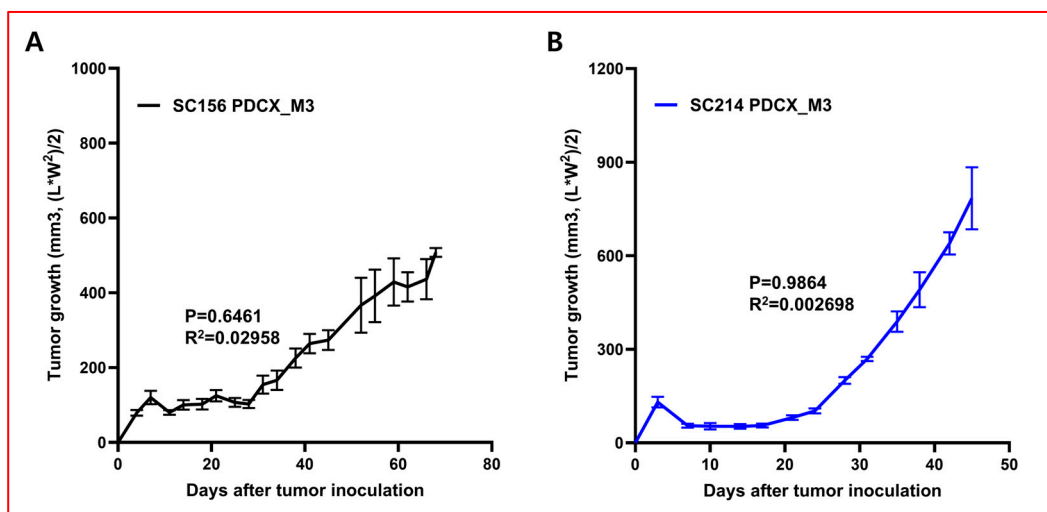 A
Tumor growth (mm3, (L*W²)/2)
1000
800
600
400
200
0
SC156 PDCX_M3
P=0.6461
R²=0.02958
0 20 40 60 80
Days after tumor inoculation
B
Tumor growth (mm3, (L*W²)/2)
1200
900
600
300
0
SC214 PDCX_M3
P=0.9864
R²=0.002698
0 10 20 30 40 50
Days after tumor inoculation